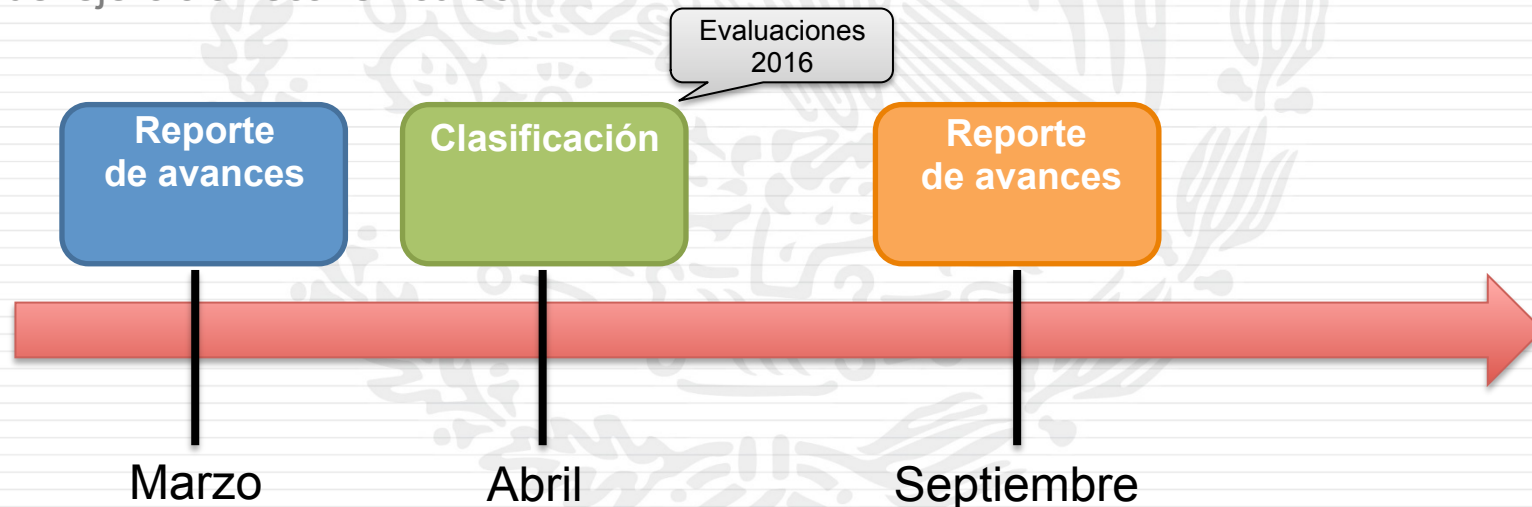 Evaluaciones
2016
Reporte
de avances
Clasificación
Reporte
de avances
Marzo
Abril
Septiembre